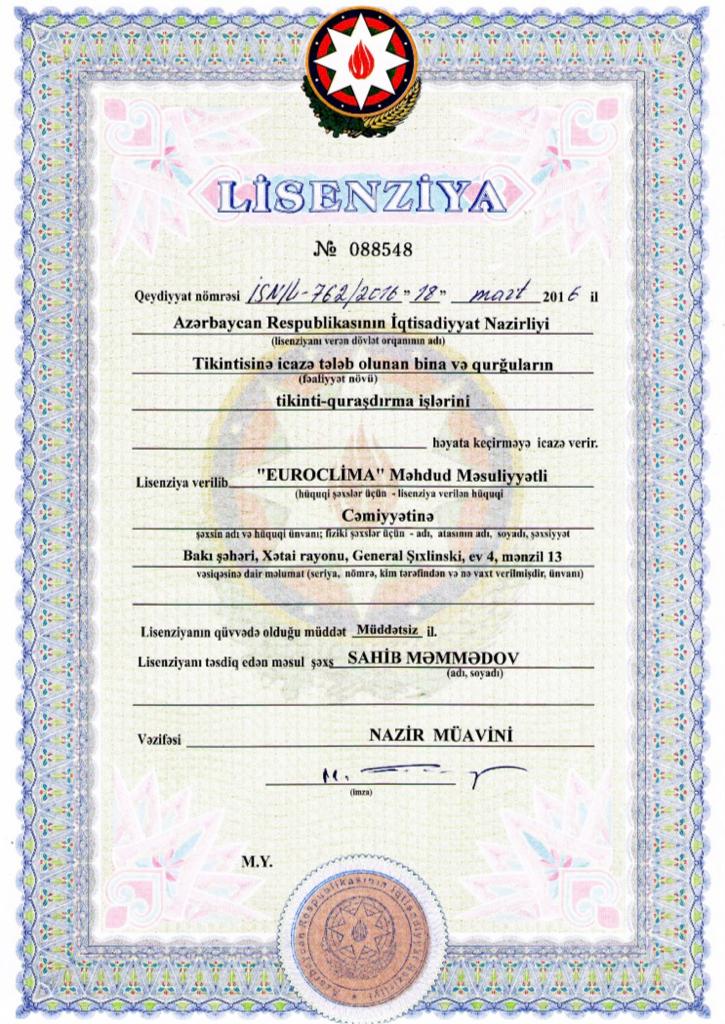 LİSENZİYA
№ 088548
Qeydiyyat nömrəsi İSN/L-762/2016 " 18 " mart 2016 il
Azərbaycan Respublikasının İqtisadiyyat Nazirliyi
(lisenziyanı verən dövlət orqanının adı)
Tikintisinə icazə tələb olunan bina və qurğuların
(fəaliyyət növü)
tikinti-quraşdırma işlərini
həyata keçirməyə icazə verir.
Lisenziya verilib "EUROCLİMA" Məhdud Məsuliyyətli
(hüquqi şəxslər üçün - lisenziya verilən hüquqi
Cəmiyyətinə
şəxsin adı və hüquqi ünvanı; fiziki şəxslər üçün - adı, atasının adı, soyadı, şəxsiyyət
Bakı şəhəri, Xətai rayonu, General Şıxlinski, ev 4, mənzil 13
vəsiqəsinə dair məlumat (seriya, nömrə, kim tərəfindən və nə vaxt verilmişdir, ünvanı)
Lisenziyanın qüvvədə olduğu müddət Müddətsiz il.
Lisenziyanı təsdiq edən məsul şəxs SAHİB MƏMMƏDOV
(adı, soyadı)
Vəzifəsi NAZİR MÜAVİNİ
(imza)
M.Y.
Azərbaycan Respublikasının İqtisadiyyat Nazirliyi